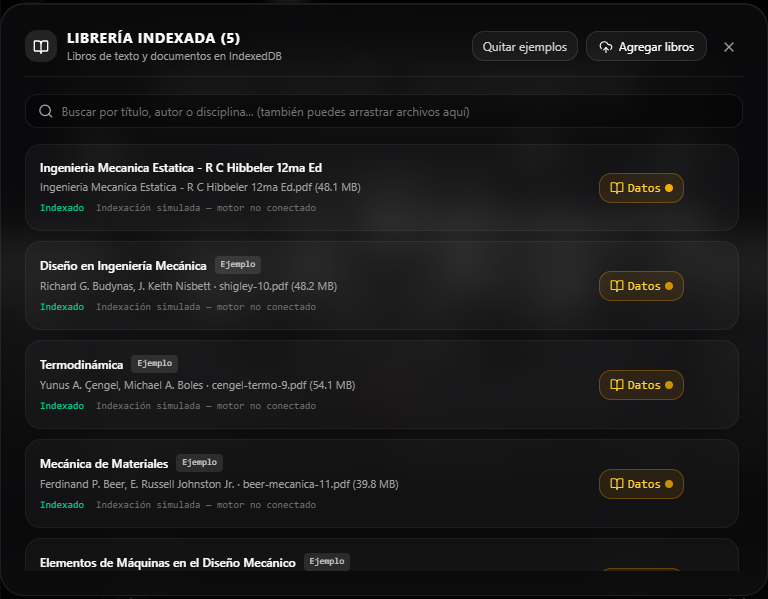 LIBRERÍA INDEXADA (5)
Libros de texto y documentos en IndexedDB
Quitar ejemplos
Agregar libros
Buscar por título, autor o disciplina... (también puedes arrastrar archivos aquí)
Ingenieria Mecanica Estatica - R C Hibbeler 12ma Ed
Ingenieria Mecanica Estatica - R C Hibbeler 12ma Ed.pdf (48.1 MB)
Indexado Indexación simulada — motor no conectado
Datos
Diseño en Ingeniería Mecánica Ejemplo
Richard G. Budynas, J. Keith Nisbett · shigley-10.pdf (48.2 MB)
Indexado Indexación simulada — motor no conectado
Datos
Termodinámica Ejemplo
Yunus A. Çengel, Michael A. Boles · cengel-termo-9.pdf (54.1 MB)
Indexado Indexación simulada — motor no conectado
Datos
Mecánica de Materiales Ejemplo
Ferdinand P. Beer, E. Russell Johnston Jr. · beer-mecanica-11.pdf (39.8 MB)
Indexado Indexación simulada — motor no conectado
Datos
Elementos de Máquinas en el Diseño Mecánico Ejemplo